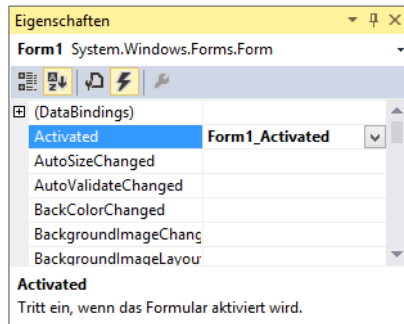 Eigenschaften
Form1 System.Windows.Forms.Form
(DataBindings)
Activated Form1_Activated
AutoSizeChanged
AutoValidateChanged
BackColorChanged
BackgroundImageChang
BackgroundImageLayou
Activated
Tritt ein, wenn das Formular aktiviert wird.